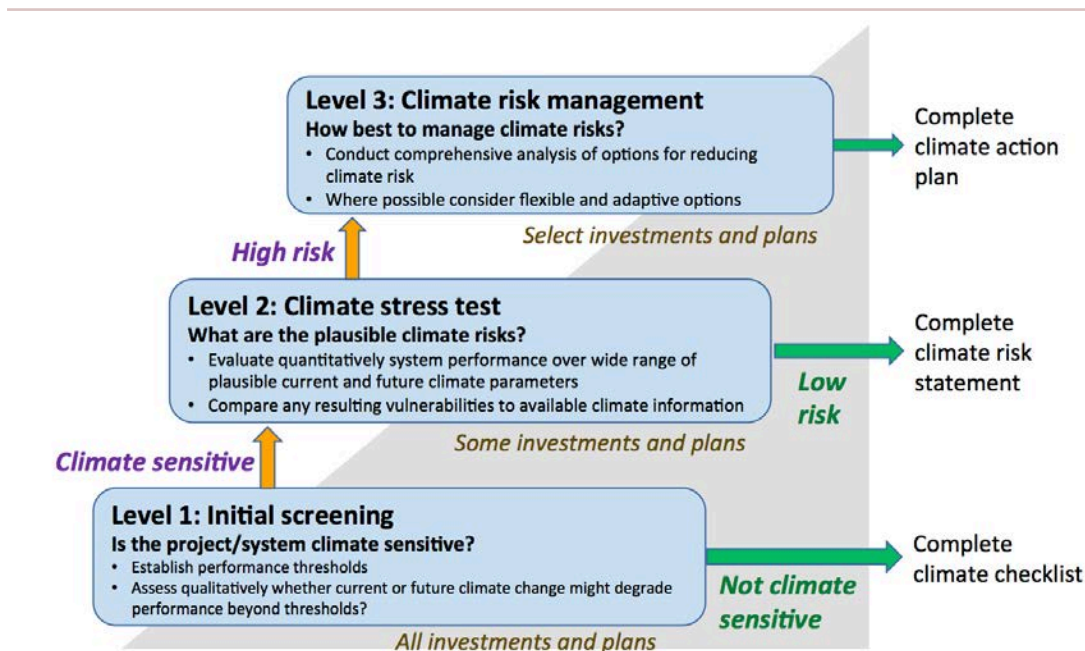 Level 3: Climate risk management
How best to manage climate risks?
• Conduct comprehensive analysis of options for reducing
climate risk
• Where possible consider flexible and adaptive options
Complete
climate action
plan
Select investments and plans
High risk
Level 2: Climate stress test
What are the plausible climate risks?
• Evaluate quantitatively system performance over wide range of
plausible current and future climate parameters
• Compare any resulting vulnerabilities to available climate information
Complete
climate risk
statement
Low
risk
Some investments and plans
Climate sensitive
Level 1: Initial screening
Is the project/system climate sensitive?
• Establish performance thresholds
• Assess qualitatively whether current or future climate change might degrade
performance beyond thresholds?
Complete
climate checklist
Not climate
sensitive
All investments and plans